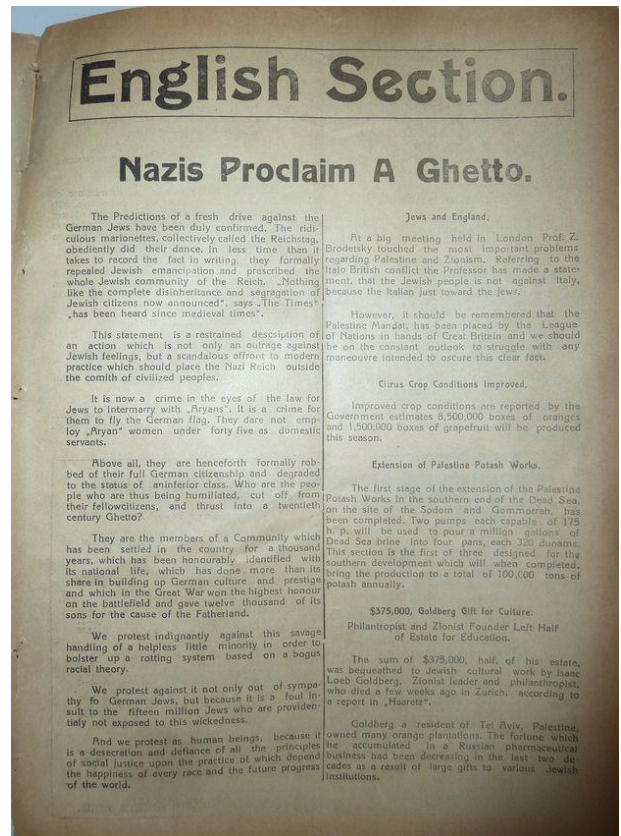 English Section.
Nazis Proclaim A Ghetto.
The Predictions of a fresh drive against the
German Jews have been duly confirmed. The ridi-
culous marionettes, collectively called the Reichstag,
obediently did their dance. In less time than it
takes to record the fact in writing, they formally
repealed Jewish emancipation and prescribed the
whole Jewish community of the Reich. „Nothing
like the complete disinheritance and segregation of
Jewish citizens now announced", says „The Times"
„has been heard since medieval times".
This statement is a restrained descsiption of
an action which is not only an outrage against
Jewish feelings, but a scandalous affront to modern
practice which should place the Nazi Reich outside
the comith of civilized peoples.
It is now a crime in the eyes of the law for
Jews to intermarry with „Aryans". It is a crime for
them to fly the German flag. They dare not emp-
loy „Aryan" women under forty five as domestic
servants.
Above all, they are henceforth formally rob-
bed of their full German citizenship and degraded
to the status of aninferior class. Who are the peo-
ple who are thus being humiliated, cut off from
their fellowcitizens, and thrust into a twentieth
century Ghetto?
They are the members of a Community which
has been settled in the country for a thousand
years, which has been honourably identified with
its national life, which has done more than its
share in building up German culture and prestige
and which in the Great War won the highest honour
on the battlefield and gave twelve thousand of its
sons for the cause of the Fatherland.
We protest indignantly against this savage
handling of a helpless little minority in order to
bolster up a rotting system based on a bogus
racial theory.
We protest against it not only out of sympa-
thy fo German Jews, but because it is a foul in-
sult to the fifteen million Jews who are providen-
tialy not exposed to this wickedness.
And we protest as human beings, because it
is a desecration and defiance of all the principles
of social justice upon the practice of which depend
the happiness of every race and the future progress
of the world.
Jews and England.
At a big meeting held in London Prof. Z.
Brodetsky touched the most important problems
regarding Palestine and Zionism. Referring to the
Italo British conflict the Professor has made a state-
ment, that the Jewish people is not against Italy,
because the Italian Just toward the Jews.
However, it should be remembered that the
Palestine Mandat, has been placed by the League
of Nations in hands of Great Britein and we should
be on the constant outlook to struggle with any
maneouvre intended to oscure this clear fact.
Citrus Crop Conditions Improved.
Improved crop conditions are reported by the
Government estimates 8,500,000 boxes of oranges
and 1,500,000 boxes of grapefruit will be produced
this season.
Extension of Palestine Potash Works.
The first stage of the extension of the Palestine
Potash Works in the southern end of the Dead Sea,
on the site of the Sodom and Gommorrah, has
been completed. Two pumps each capable of 175
h. p. will be used to pour a million gallons of
Dead Sea brine into four pans, each 320 dunams.
This section is the first of three designed for the
southern development which will when completed,
bring the production to a total of 100,000 tons of
potash annually.
$375,000, Goldberg Gift for Culture.
Philantropist and Zionist Founder Left Half
of Estate for Education.
The sum of $375,000, half, of his estate,
was bequeathed to Jewish cultural work by Isaac
Loeb Goldberg, Zionist leader and philanthropist,
who died a few weeks ago in Zurich, according to
a report in „Haaretz".
Goldberg a resident of Tel Aviv, Palestine,
owned many orange plantations. The fortune which
he accumulated in a Russian pharmaceutical
business had been decreasing in the last two de-
cades as a result of large gifts to various Jewish
institutions.